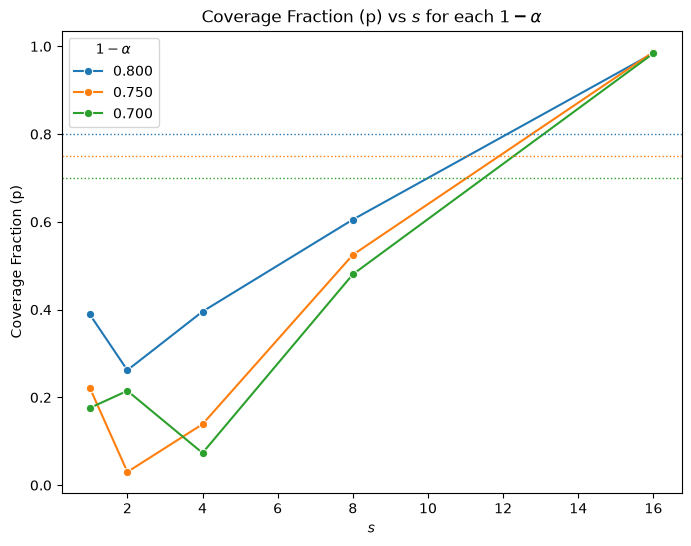 Coverage Fraction (p) vs s for each 1 − α
1 − α
0.800
0.750
0.700
Coverage Fraction (p)
1.0
0.8
0.6
0.4
0.2
0.0
2 4 6 8 10 12 14 16
s